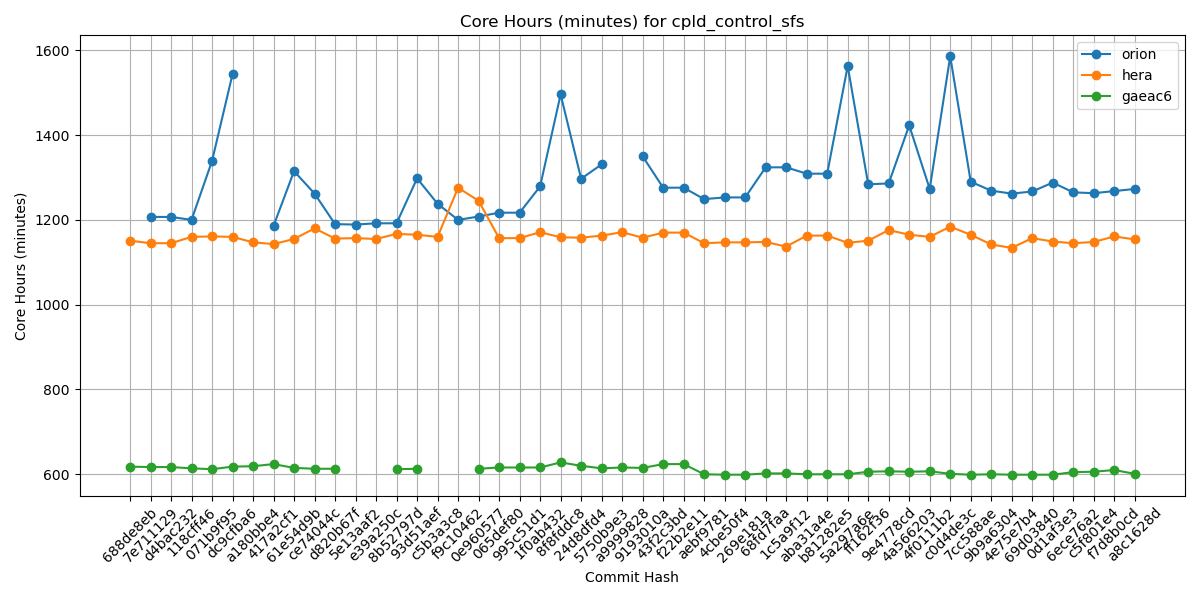 Core Hours (minutes) for cpld_control_sfs
orion
hera
gaeac6
Core Hours (minutes)
1600
1400
1200
1000
800
600
688de8eb
7e711129
d4bac232
118cff46
071b9f95
dc9cfba6
a180bbe4
417a2cf1
61e54d9b
ce74044c
d820b67f
5e13aaf2
e39a250c
8b52797d
93d51aef
c5b3a3c8
f9c10462
0e960577
065def80
995c51d1
1f0ab432
8f8fddc8
24d8dfd4
5750b9e3
a9999828
9193010a
43f2c3bd
f22b2e11
aebf9781
4cbe50f4
269e181a
68fd7faa
1c5a9f12
aba31a4e
b81282e5
5a297a6e
ff162f36
9e4778cd
4a566203
4f0111b2
c0d4de3c
7cc588ae
9b9a6304
4e75e7b4
69d03840
0d1af3e3
6ece76a2
c5f801e4
f7d8b0cd
a8c1628d
Commit Hash